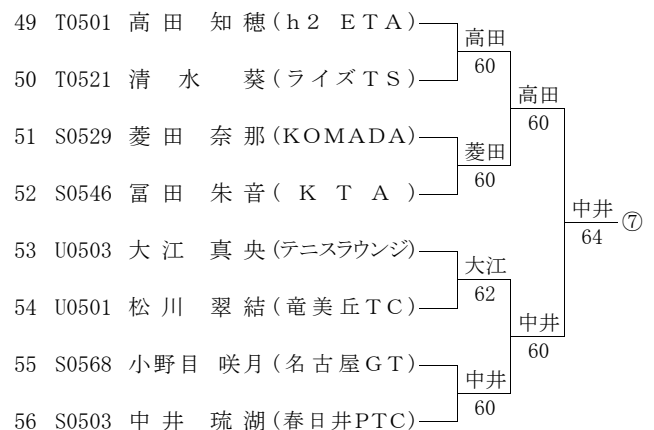 49 T0501 高田 知穂(h2 ETA)
高田
50 T0521 清水 葵(ライズTS)
60
高田
51 S0529 菱田 奈那(KOMADA)
60
菱田
52 S0546 冨田 朱音(KTA)
60
中井
64
⑦
53 U0503 大江 真央(テニスラウンジ)
大江
54 U0501 松川 翠結(竜美丘TC)
62
中井
55 S0568 小野目 咲月(名古屋GT)
60
中井
56 S0503 中井 琉湖(春日井PTC)
60